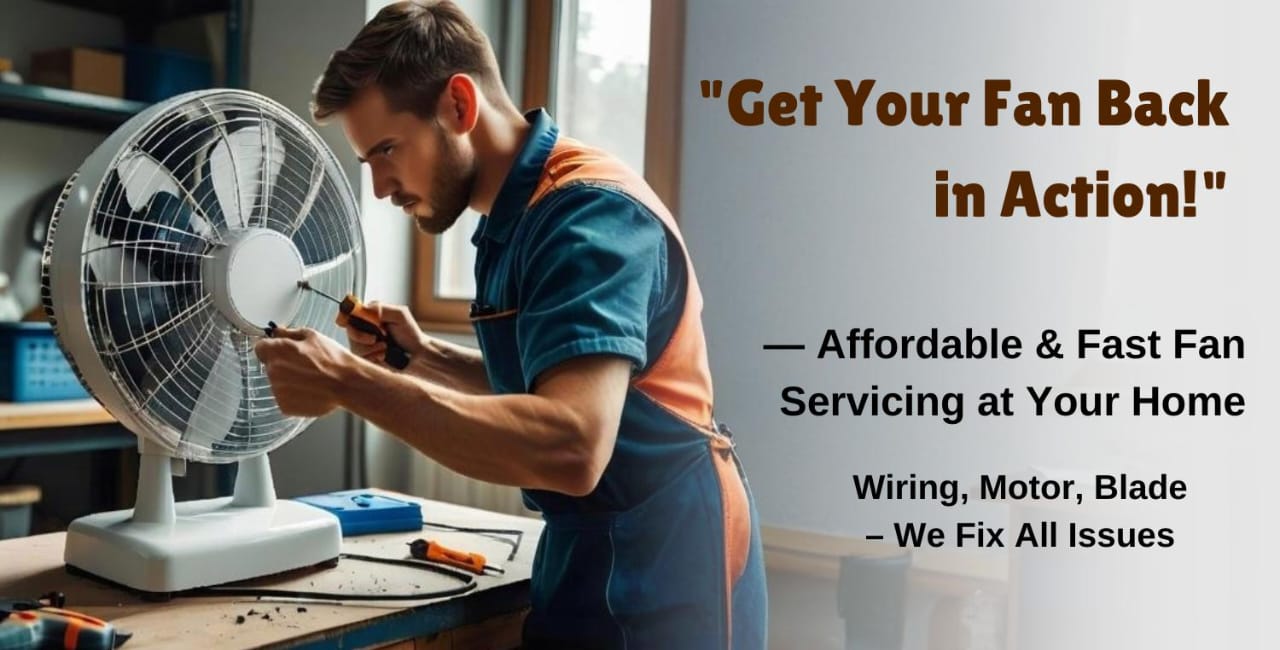 "Get Your Fan Back
in Action!"
— Affordable & Fast Fan
Servicing at Your Home
Wiring, Motor, Blade
– We Fix All Issues